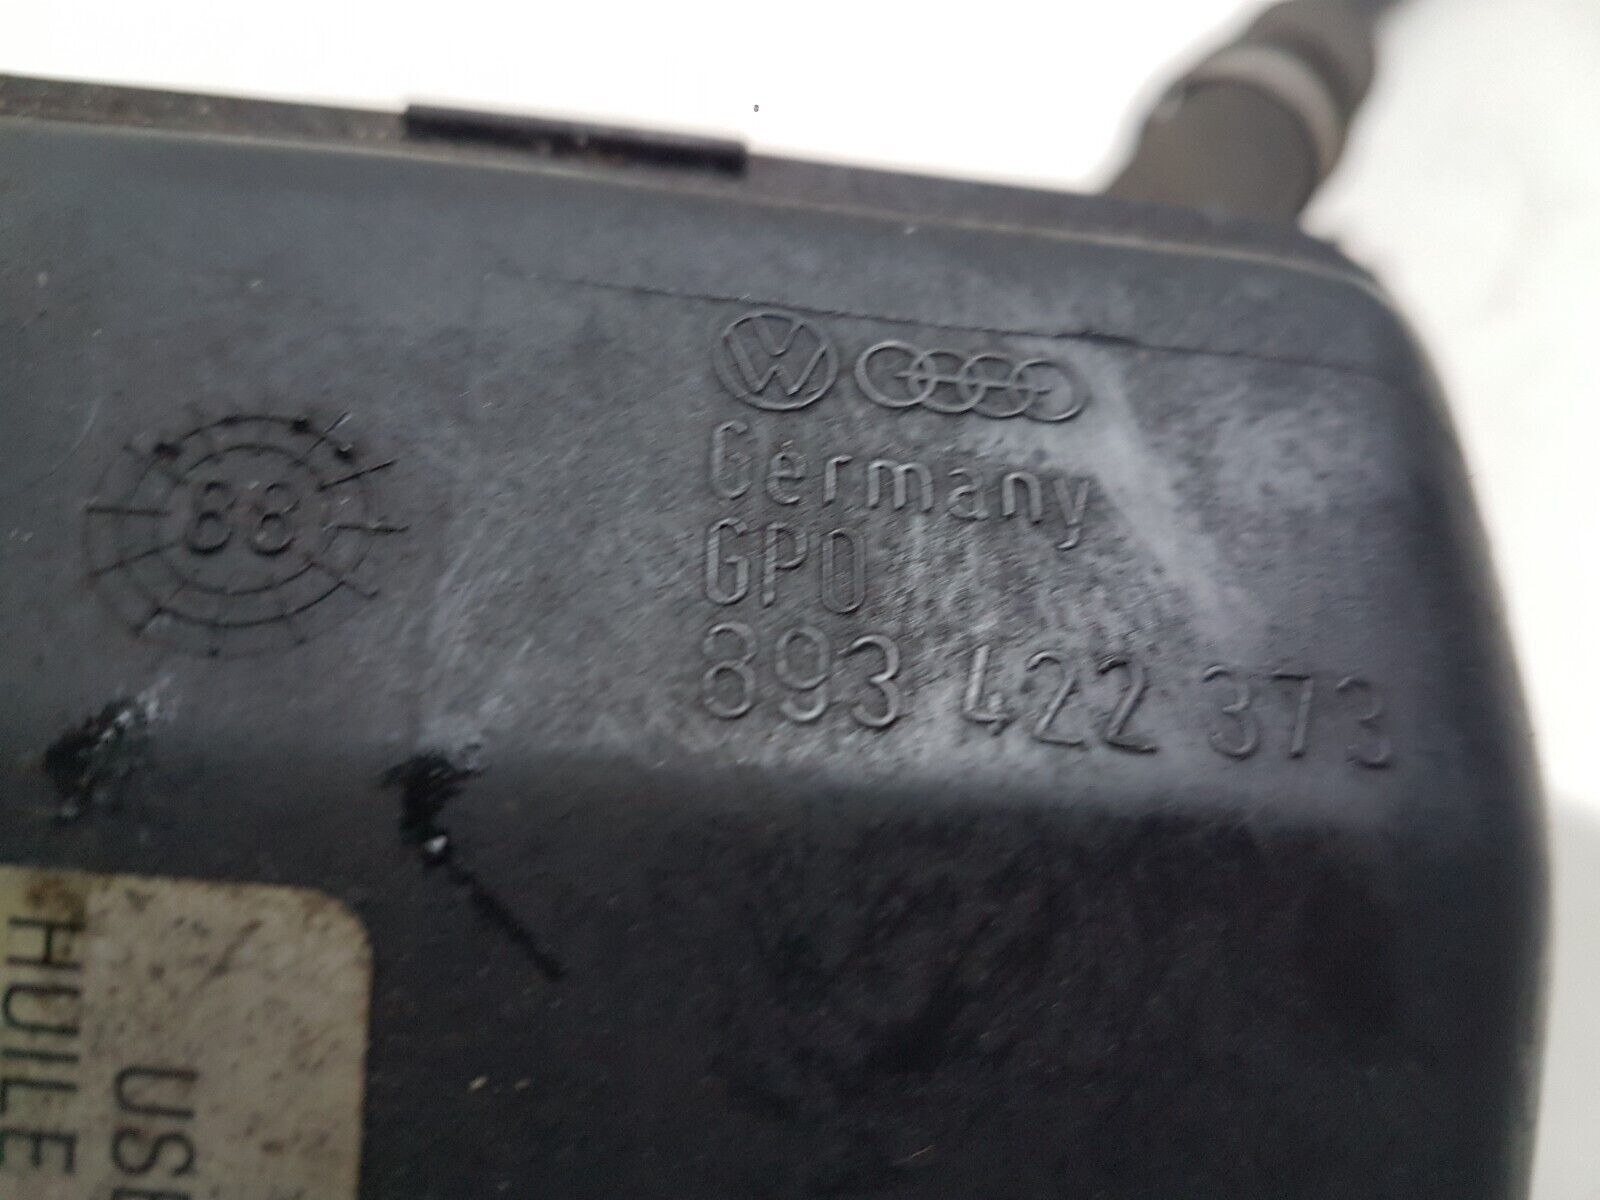 88
Germany
GPO
893 422 373
HUILE
USE